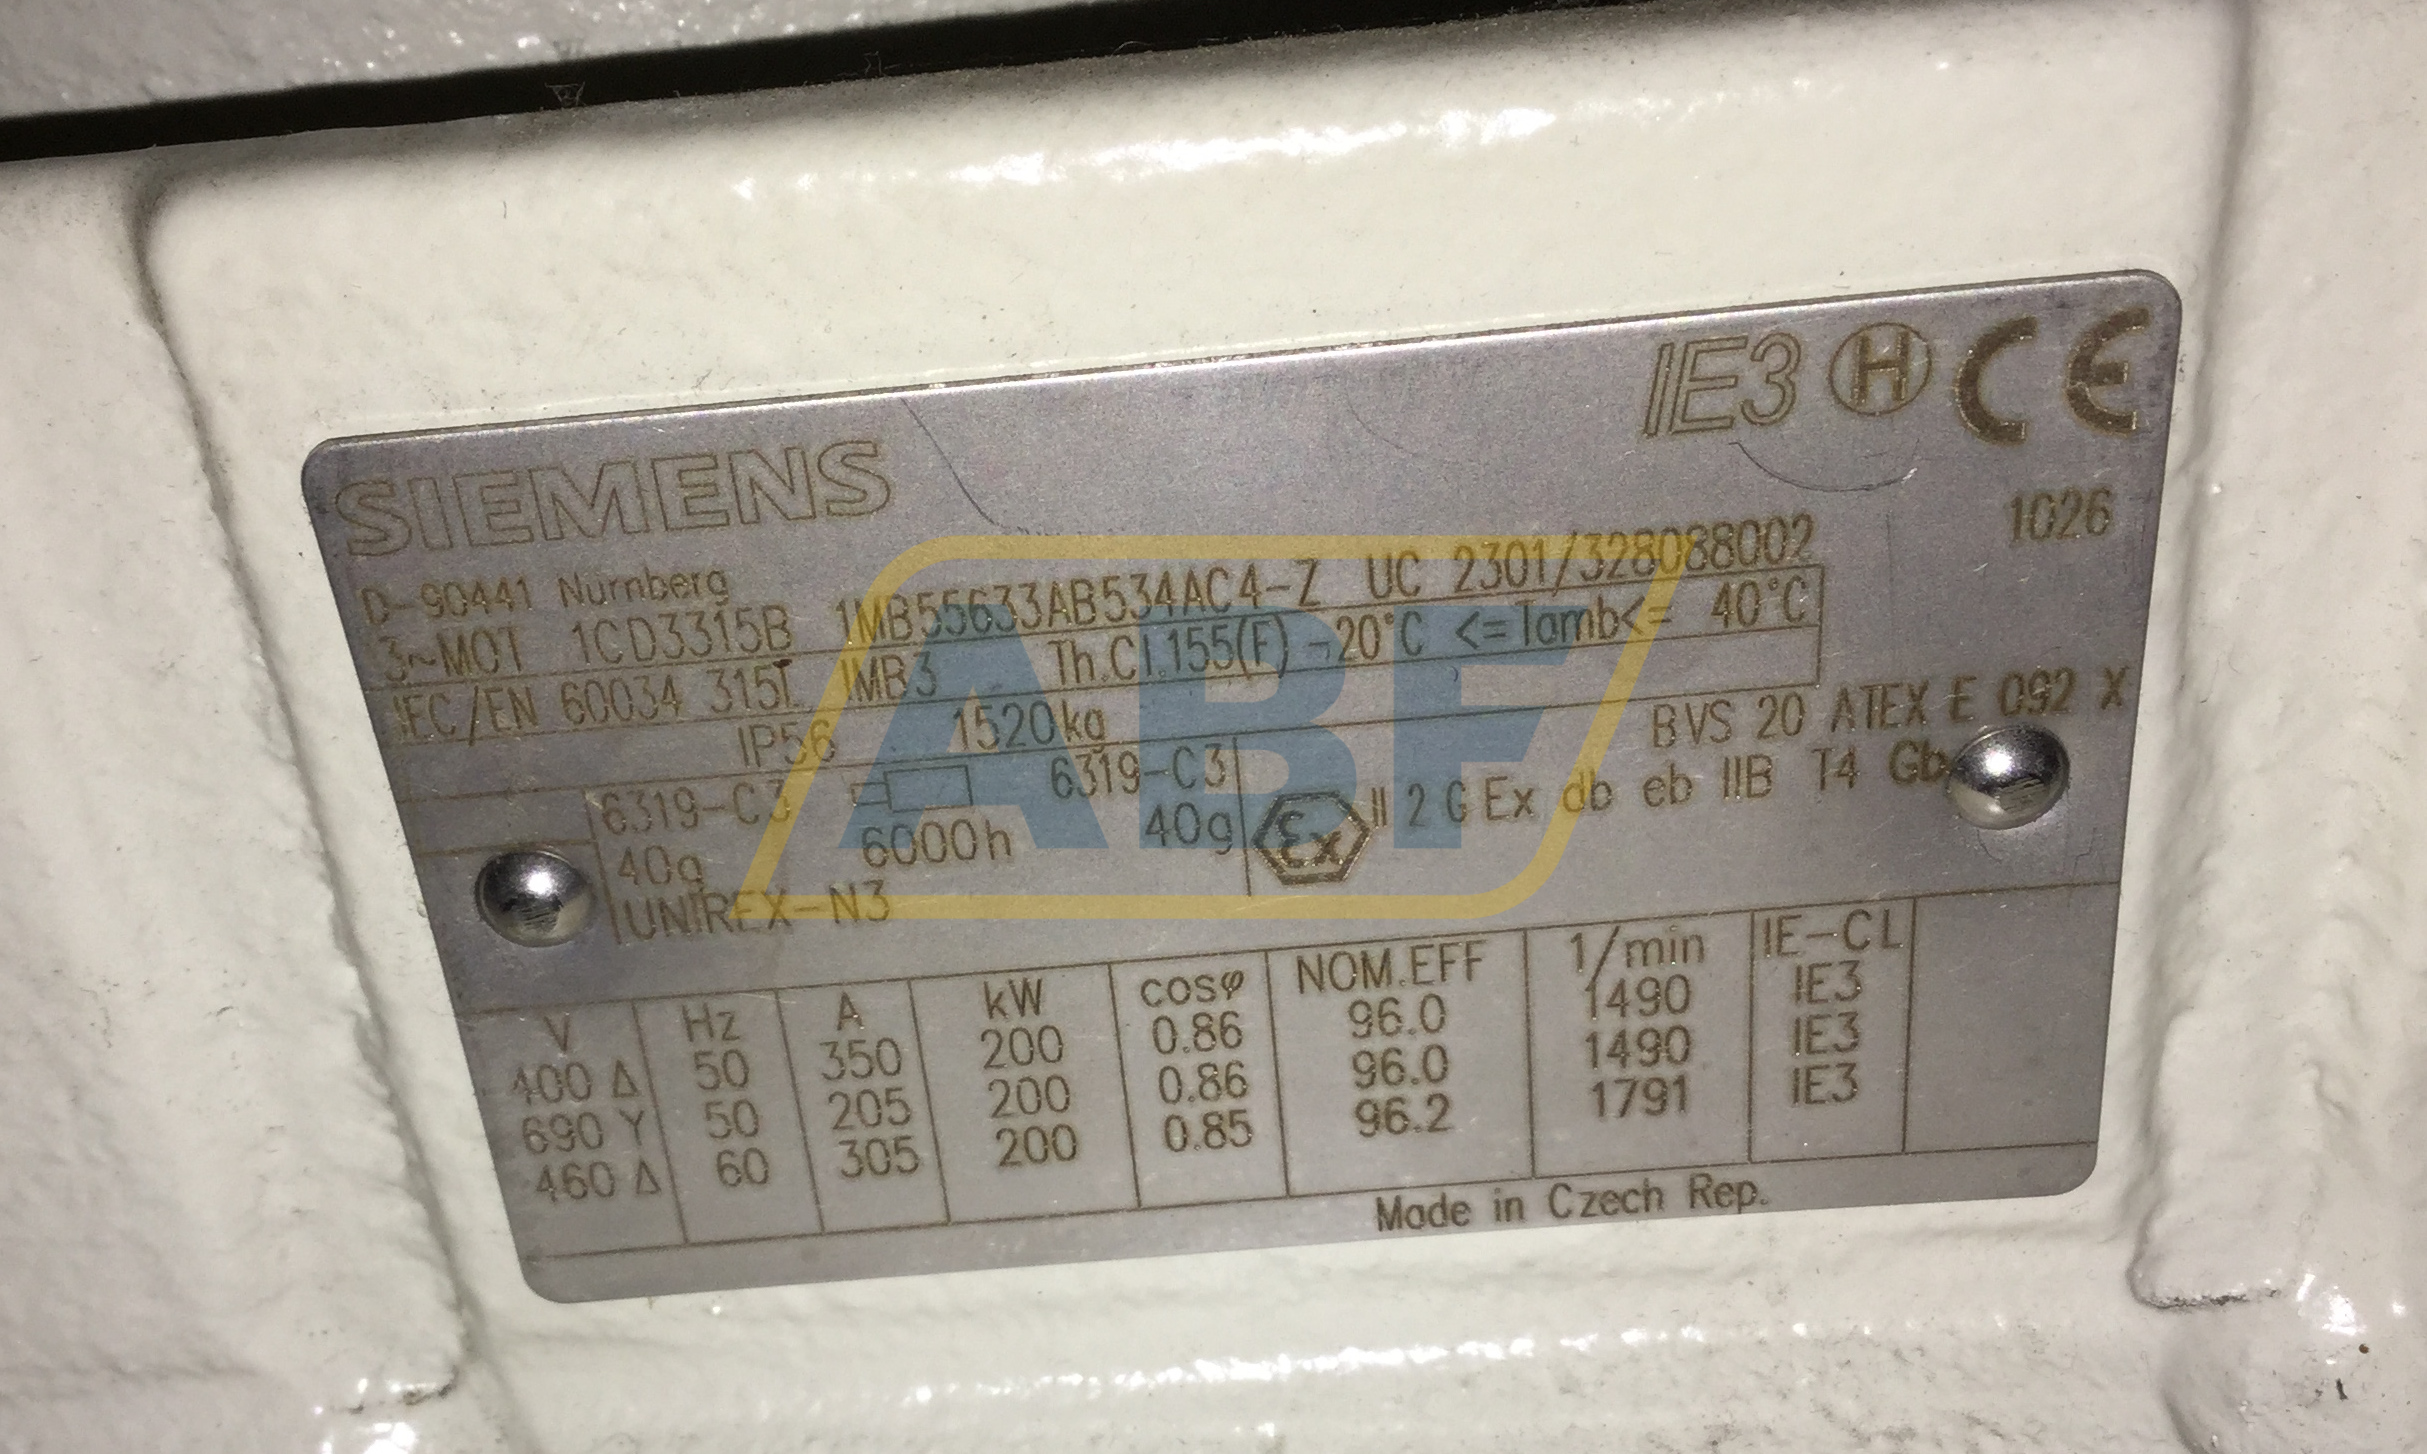 SIEMENS IE3 H CE
D-90441 Nürnberg 1026
3~MOT 1CD3315B 1MB55633AB534AC4-Z UC 2301/328088002
IEC/EN 60034 315L IMB3 Th.Cl.155(F) -20°C <=Tamb<= 40°C
IP56 1520kg BVS 20 ATEX E 092 X
6319-C3 6319-C3 Ex II 2 G Ex db eb IIB T4 Gb
40g 6000h 40g
UNIREX-N3
V Hz A kW cosφ NOM.EFF 1/min IE-CL
400 Δ 50 350 200 0.86 96.0 1490 IE3
690 Y 50 205 200 0.86 96.0 1490 IE3
460 Δ 60 305 200 0.85 96.2 1791 IE3
Made in Czech Rep.
ABF